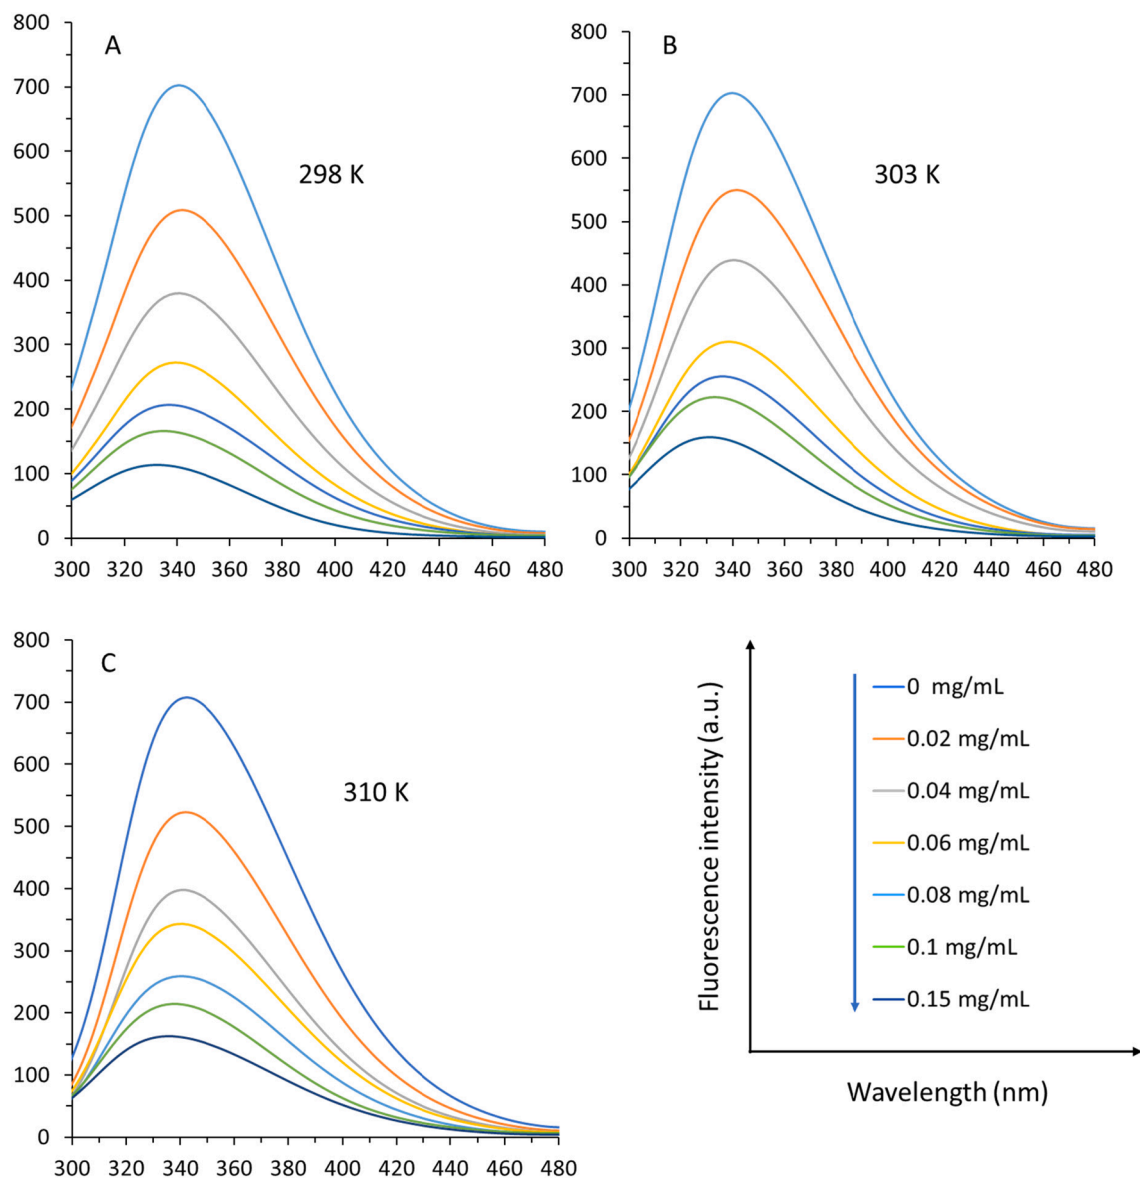 A
298 K
800
700
600
500
400
300
200
100
0
300 320 340 360 380 400 420 440 460 480
B
303 K
800
700
600
500
400
300
200
100
0
300 320 340 360 380 400 420 440 460 480
C
310 K
800
700
600
500
400
300
200
100
0
300 320 340 360 380 400 420 440 460 480
Fluorescence intensity (a.u.)
0 mg/mL
0.02 mg/mL
0.04 mg/mL
0.06 mg/mL
0.08 mg/mL
0.1 mg/mL
0.15 mg/mL
Wavelength (nm)